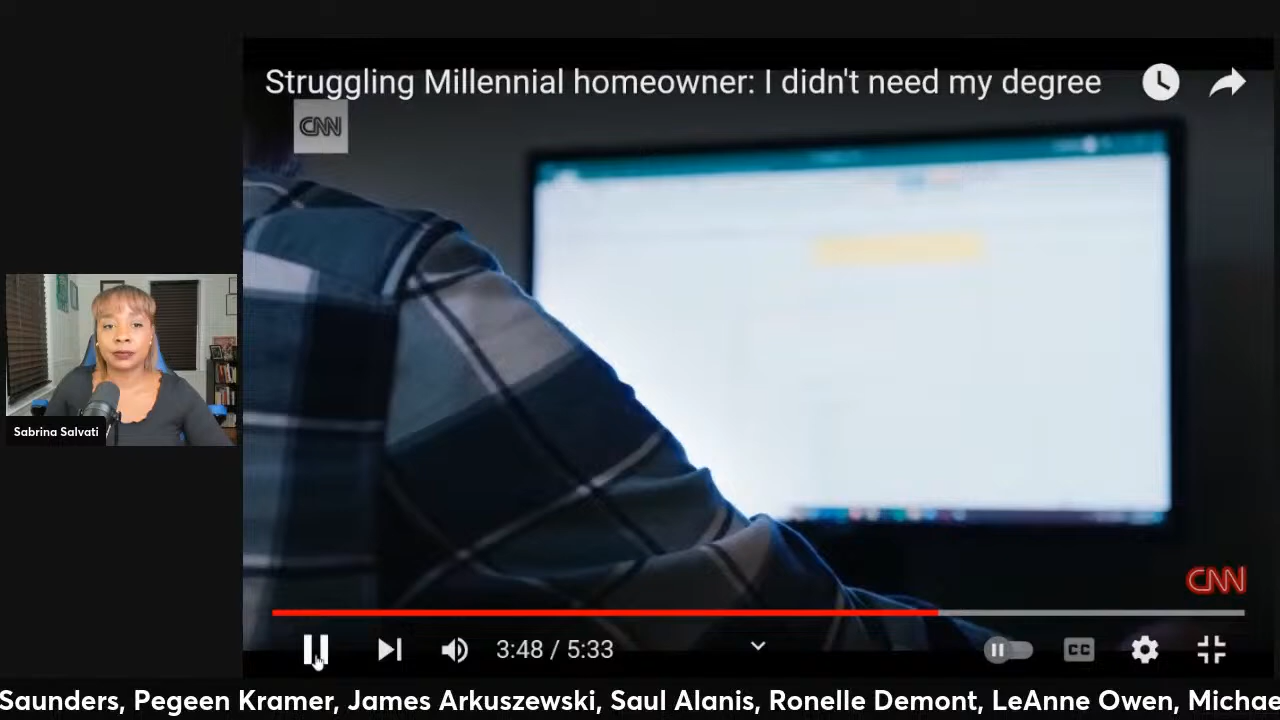 Struggling Millennial homeowner: I didn't need my degree
CNN
Sabrina Salvati
CNN
3:48 / 5:33
CC
Saunders, Pegeen Kramer, James Arkuszewski, Saul Alanis, Ronelle Demont, LeAnne Owen, Michae